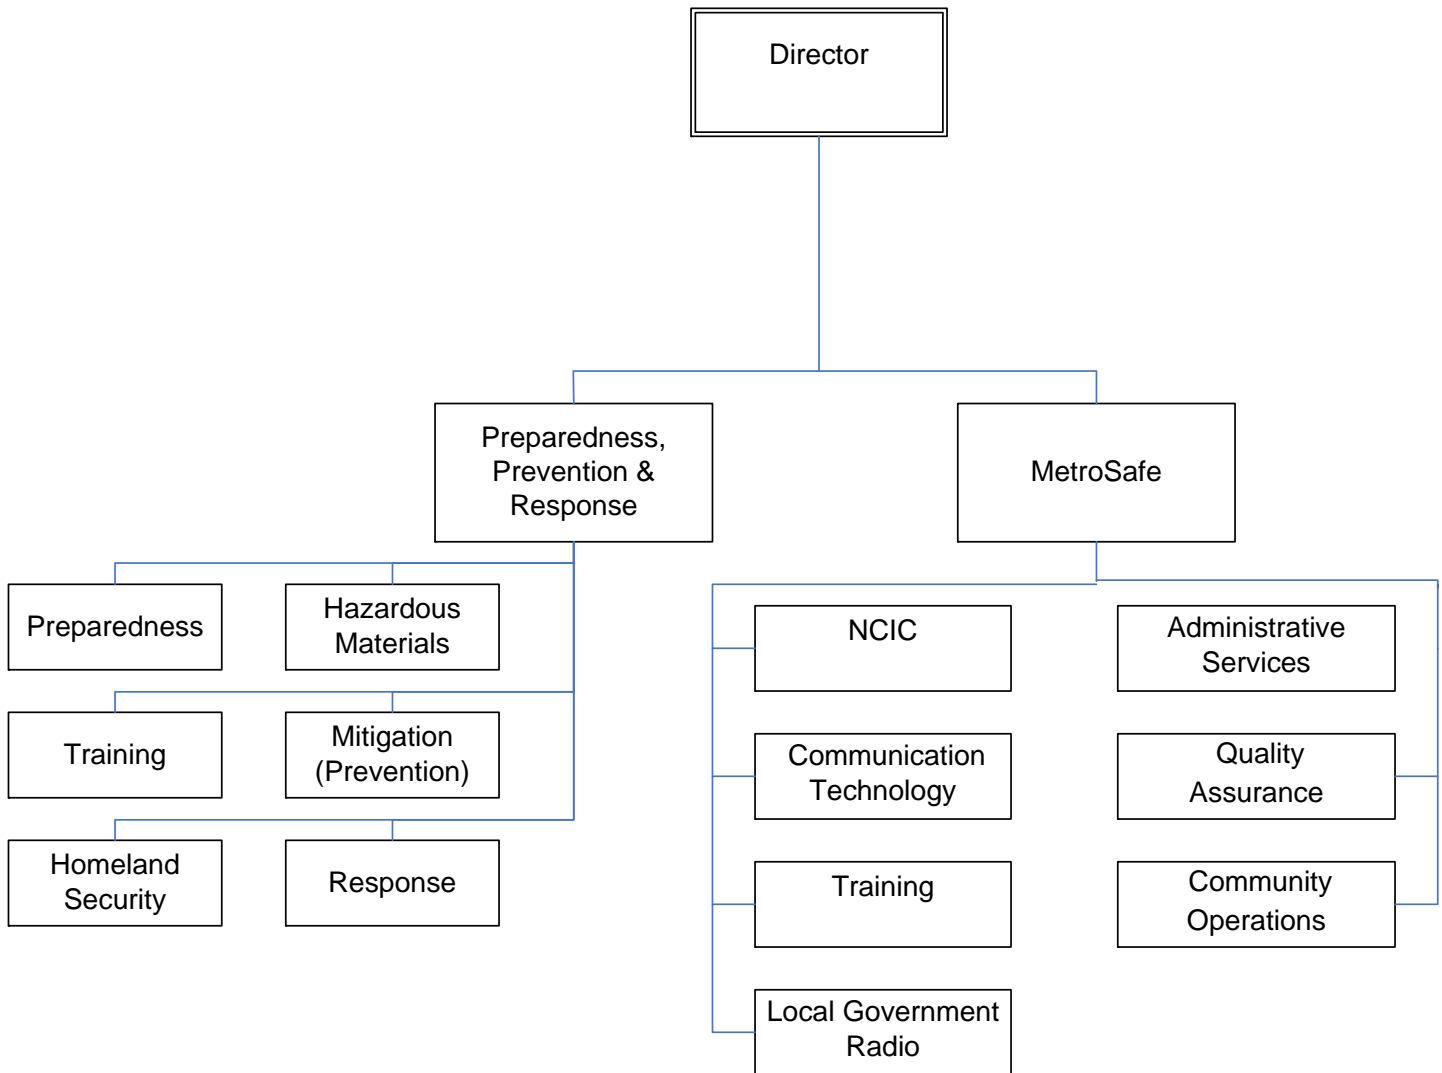 Director
Preparedness,
Prevention &
Response
MetroSafe
Preparedness
Hazardous
Materials
Training
Mitigation
(Prevention)
Homeland
Security
Response
NCIC
Administrative
Services
Communication
Technology
Quality
Assurance
Training
Community
Operations
Local Government
Radio